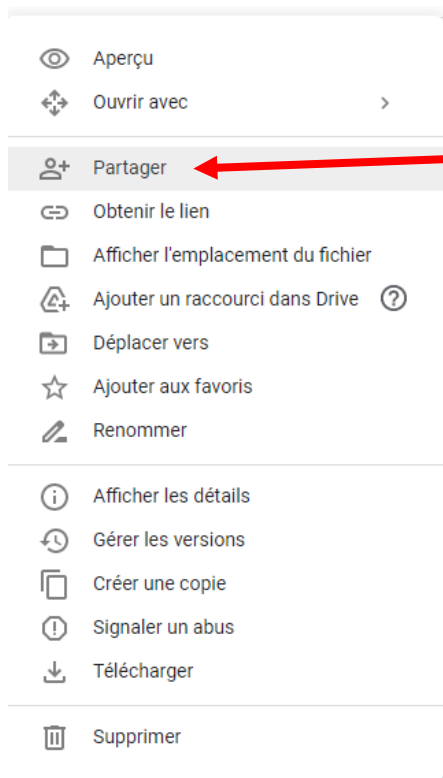 Aperçu
Ouvrir avec
Partager
Obtenir le lien
Afficher l'emplacement du fichier
Ajouter un raccourci dans Drive
Déplacer vers
Ajouter aux favoris
Renommer
Afficher les détails
Gérer les versions
Créer une copie
Signaler un abus
Télécharger
Supprimer